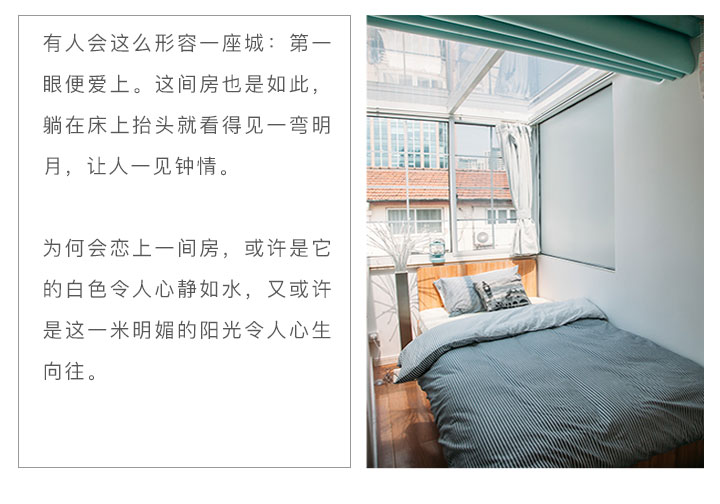 有人会这么形容一座城：第一
眼便爱上。这间房也是如此，
躺在床上抬头就看得见一弯明
月，让人一见钟情。
为何会恋上一间房，或许是它
的白色令人心静如水，又或许
是这一米明媚的阳光令人心生
向往。